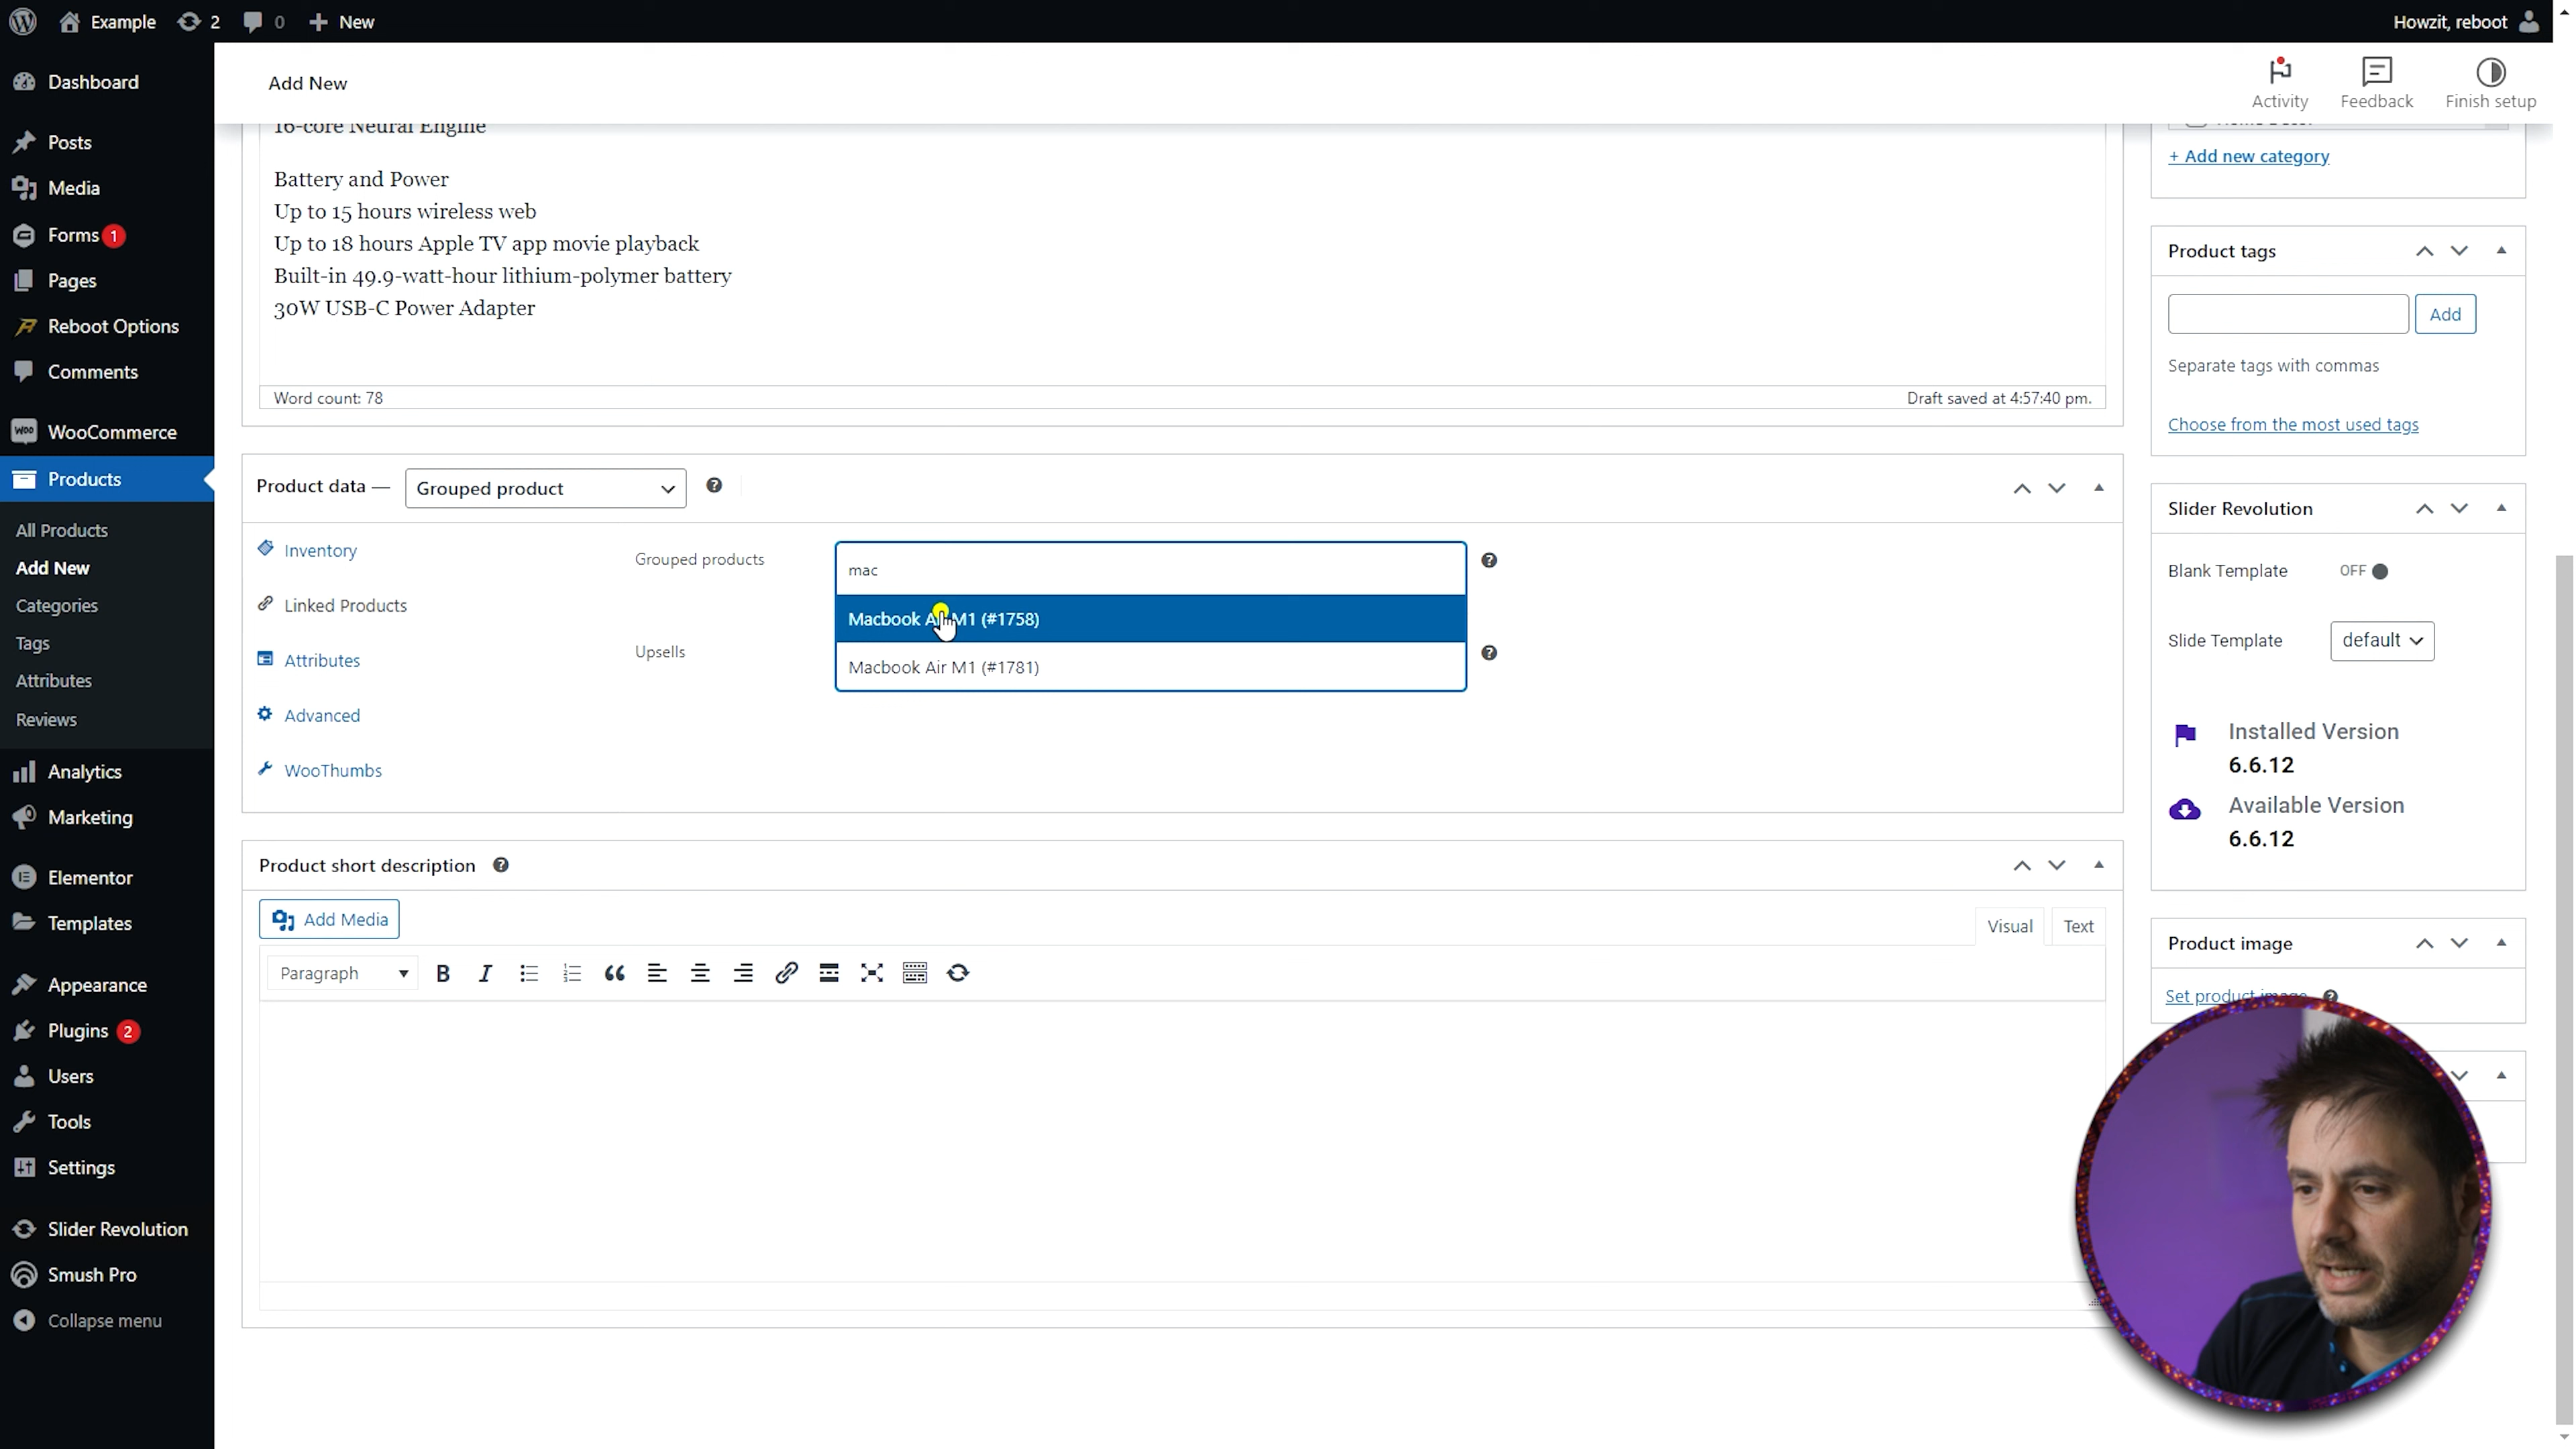 Example
2
0
New
Howzit, reboot
Dashboard
Posts
Media
Forms 1
Pages
Reboot Options
Comments
WooCommerce
Products
All Products
Add New
Categories
Tags
Attributes
Reviews
Analytics
Marketing
Elementor
Templates
Appearance
Plugins 2
Users
Tools
Settings
Slider Revolution
Smush Pro
Collapse menu
Add New
Activity
Feedback
Finish setup
16-core Neural Engine
Battery and Power
Up to 15 hours wireless web
Up to 18 hours Apple TV app movie playback
Built-in 49.9-watt-hour lithium-polymer battery
30W USB-C Power Adapter
Word count: 78
Draft saved at 4:57:40 pm.
Product data —
Grouped product
Inventory
Linked Products
Attributes
Advanced
WooThumbs
Grouped products
mac
Macbook Air M1 (#1758)
Macbook Air M1 (#1781)
Upsells
Product short description
Add Media
Visual
Text
Paragraph
+ Add new category
Product tags
Add
Separate tags with commas
Choose from the most used tags
Slider Revolution
Blank Template
OFF
Slide Template
default
Installed Version
6.6.12
Available Version
6.6.12
Product image
Set product image